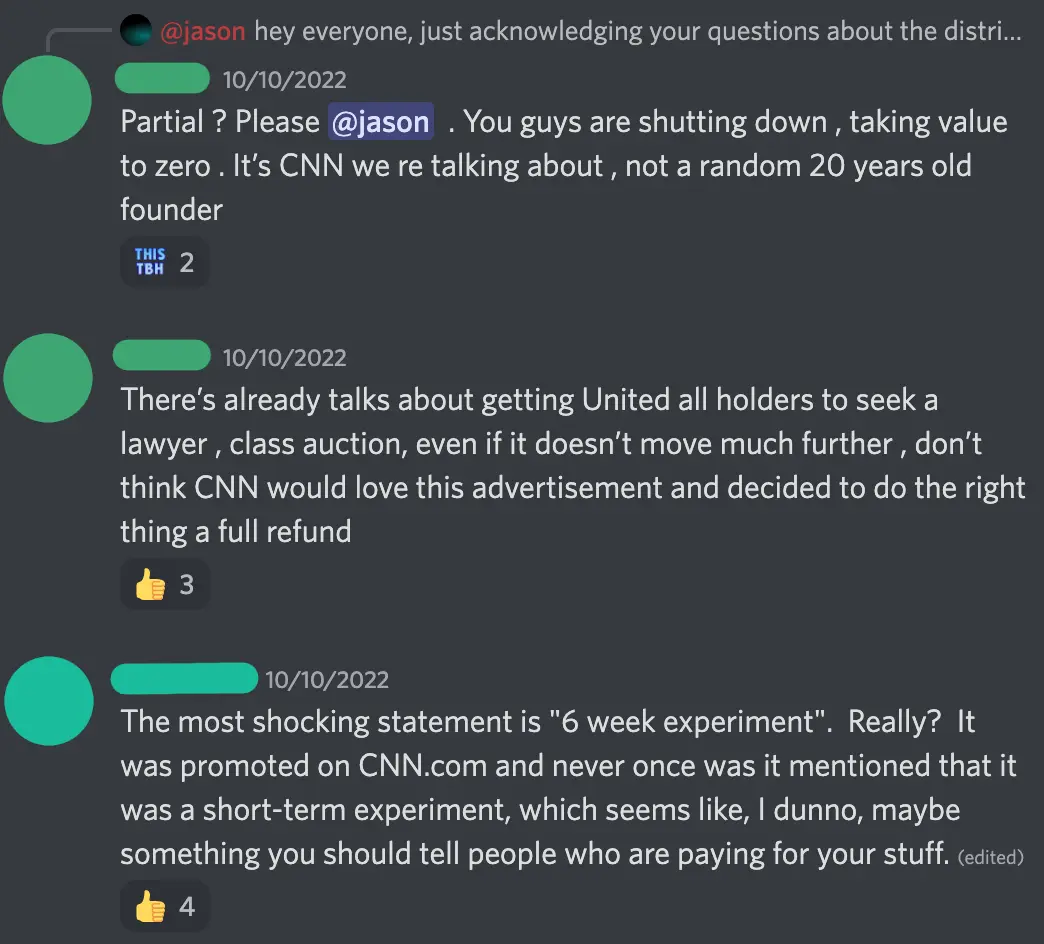 @jason hey everyone, just acknowledging your questions about the distri...
10/10/2022
Partial ? Please @jason . You guys are shutting down , taking value
to zero . It’s CNN we re talking about , not a random 20 years old
founder
THIS
TBH 2
10/10/2022
There’s already talks about getting United all holders to seek a
lawyer , class auction, even if it doesn’t move much further , don’t
think CNN would love this advertisement and decided to do the right
thing a full refund
3
10/10/2022
The most shocking statement is "6 week experiment". Really? It
was promoted on CNN.com and never once was it mentioned that it
was a short-term experiment, which seems like, I dunno, maybe
something you should tell people who are paying for your stuff. (edited)
4